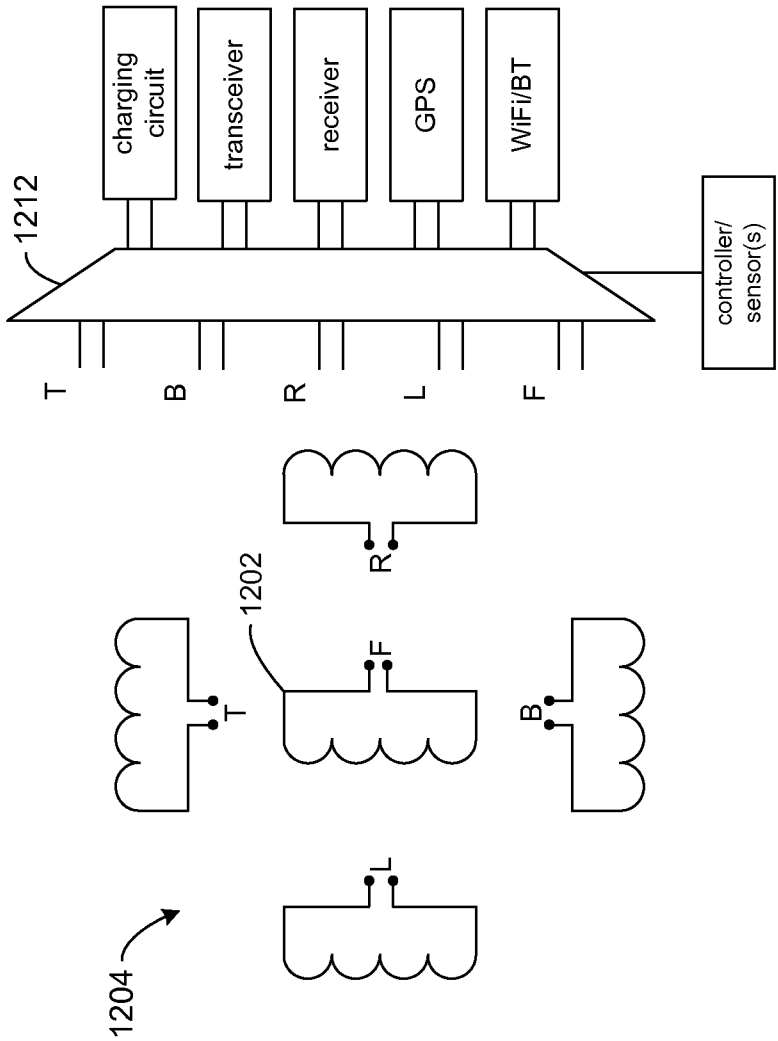 charging
circuit
transceiver
receiver
GPS
WiFi/BT
controller/
sensor(s)
1212
T
B
R
L
F
R
1202
F
T
B
L
1204